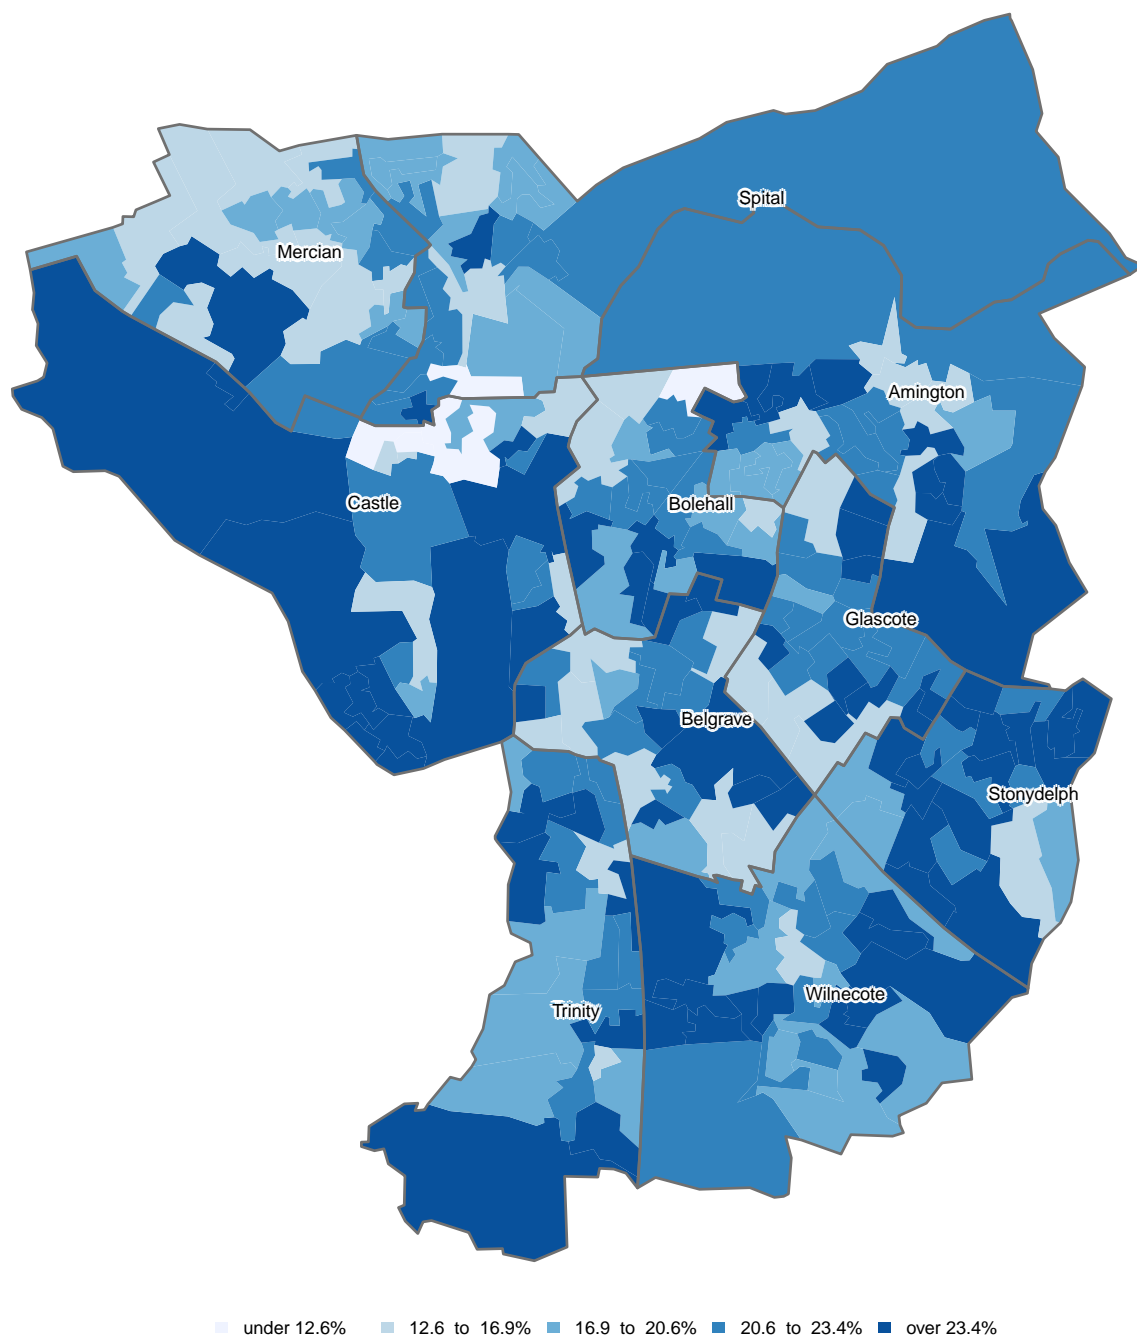 Spital
Mercian
Amington
Castle
Bolehall
Glascote
Belgrave
Stonydelph
Wilnecote
Trinity
under 12.6% 12.6 to 16.9% 16.9 to 20.6% 20.6 to 23.4% over 23.4%